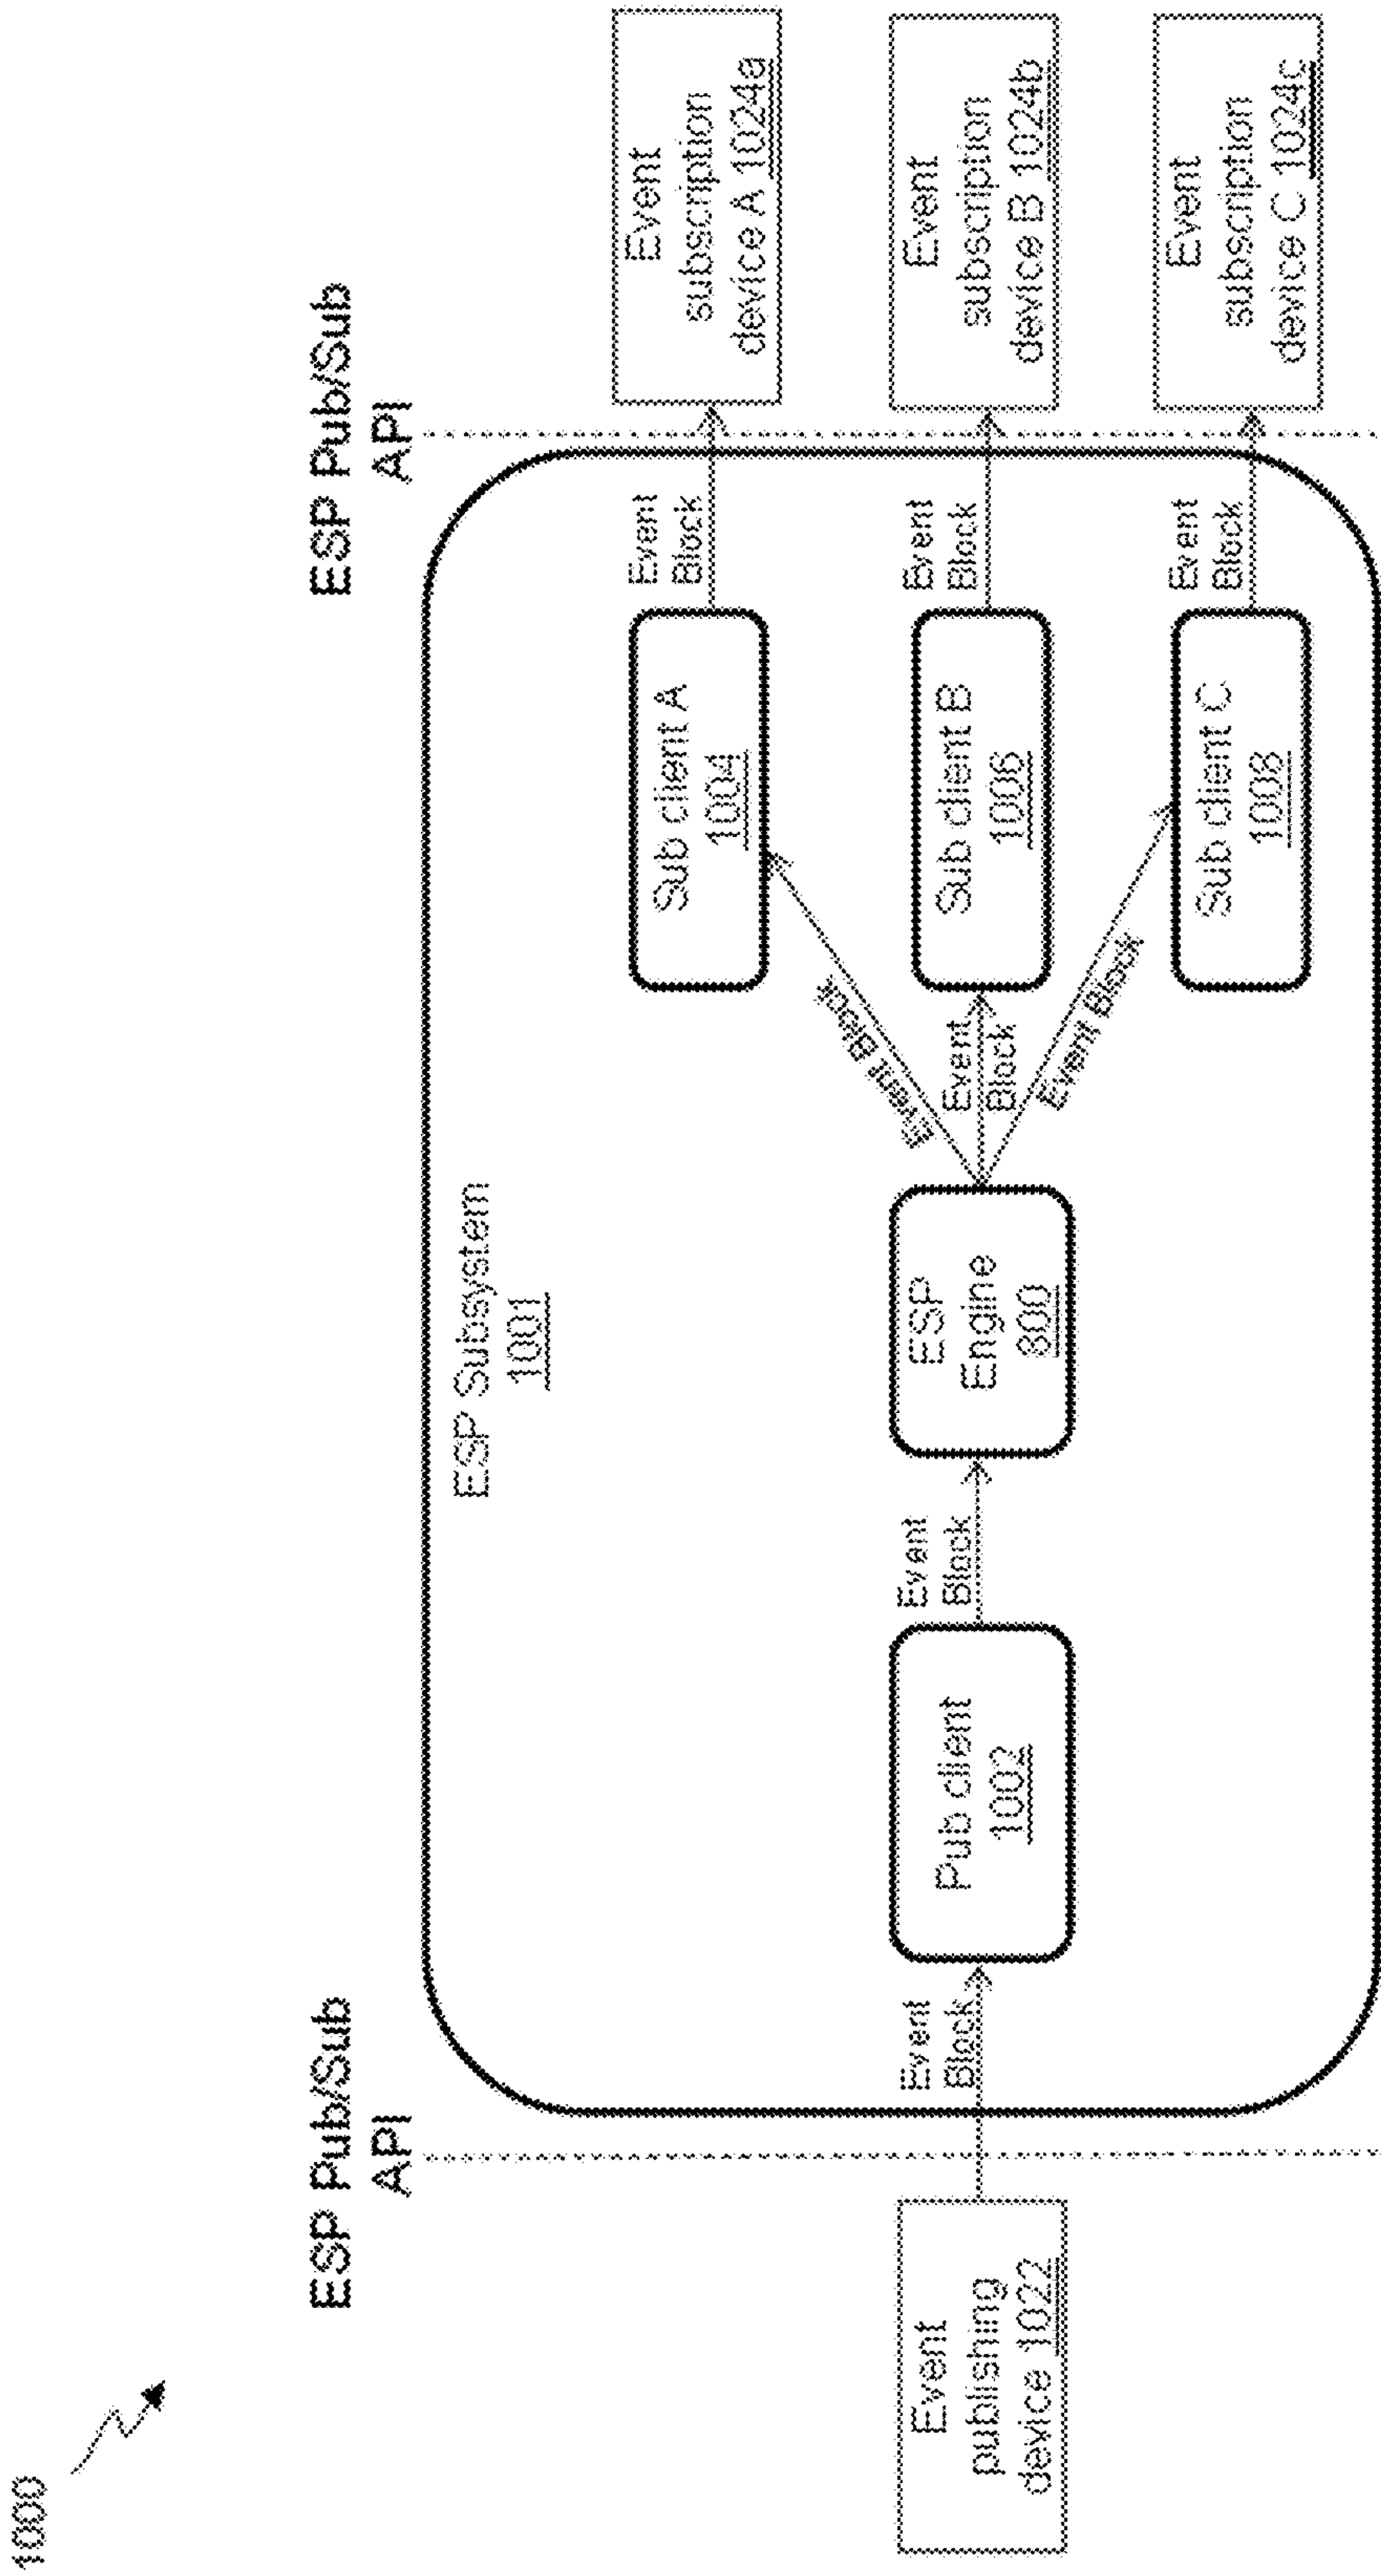 1000
ESP Pub/Sub
API
ESP Pub/Sub
API
ESP Subsystem
1001
Event
publishing
device 1022
Event
Block
Pub client
1002
Event
Block
ESP
Engine
800
Event Block
Event
Block
Event Block
Sub client A
1004
Sub client B
1006
Sub client C
1008
Event
Block
Event
Block
Event
Block
Event
subscription
device A 1024a
Event
subscription
device B 1024b
Event
subscription
device C 1024c